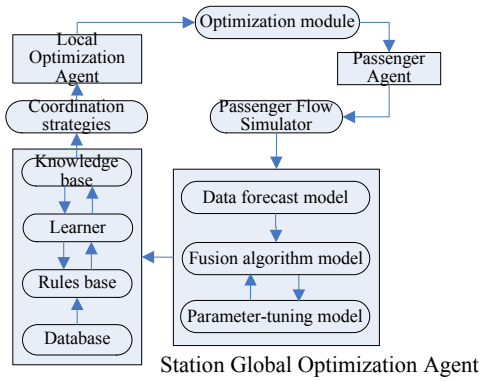 Optimization module
Local
Optimization
Agent
Passenger
Agent
Coordination
strategies
Passenger Flow
Simulator
Knowledge
base
Learner
Rules base
Database
Data forecast model
Fusion algorithm model
Parameter-tuning model
Station Global Optimization Agent